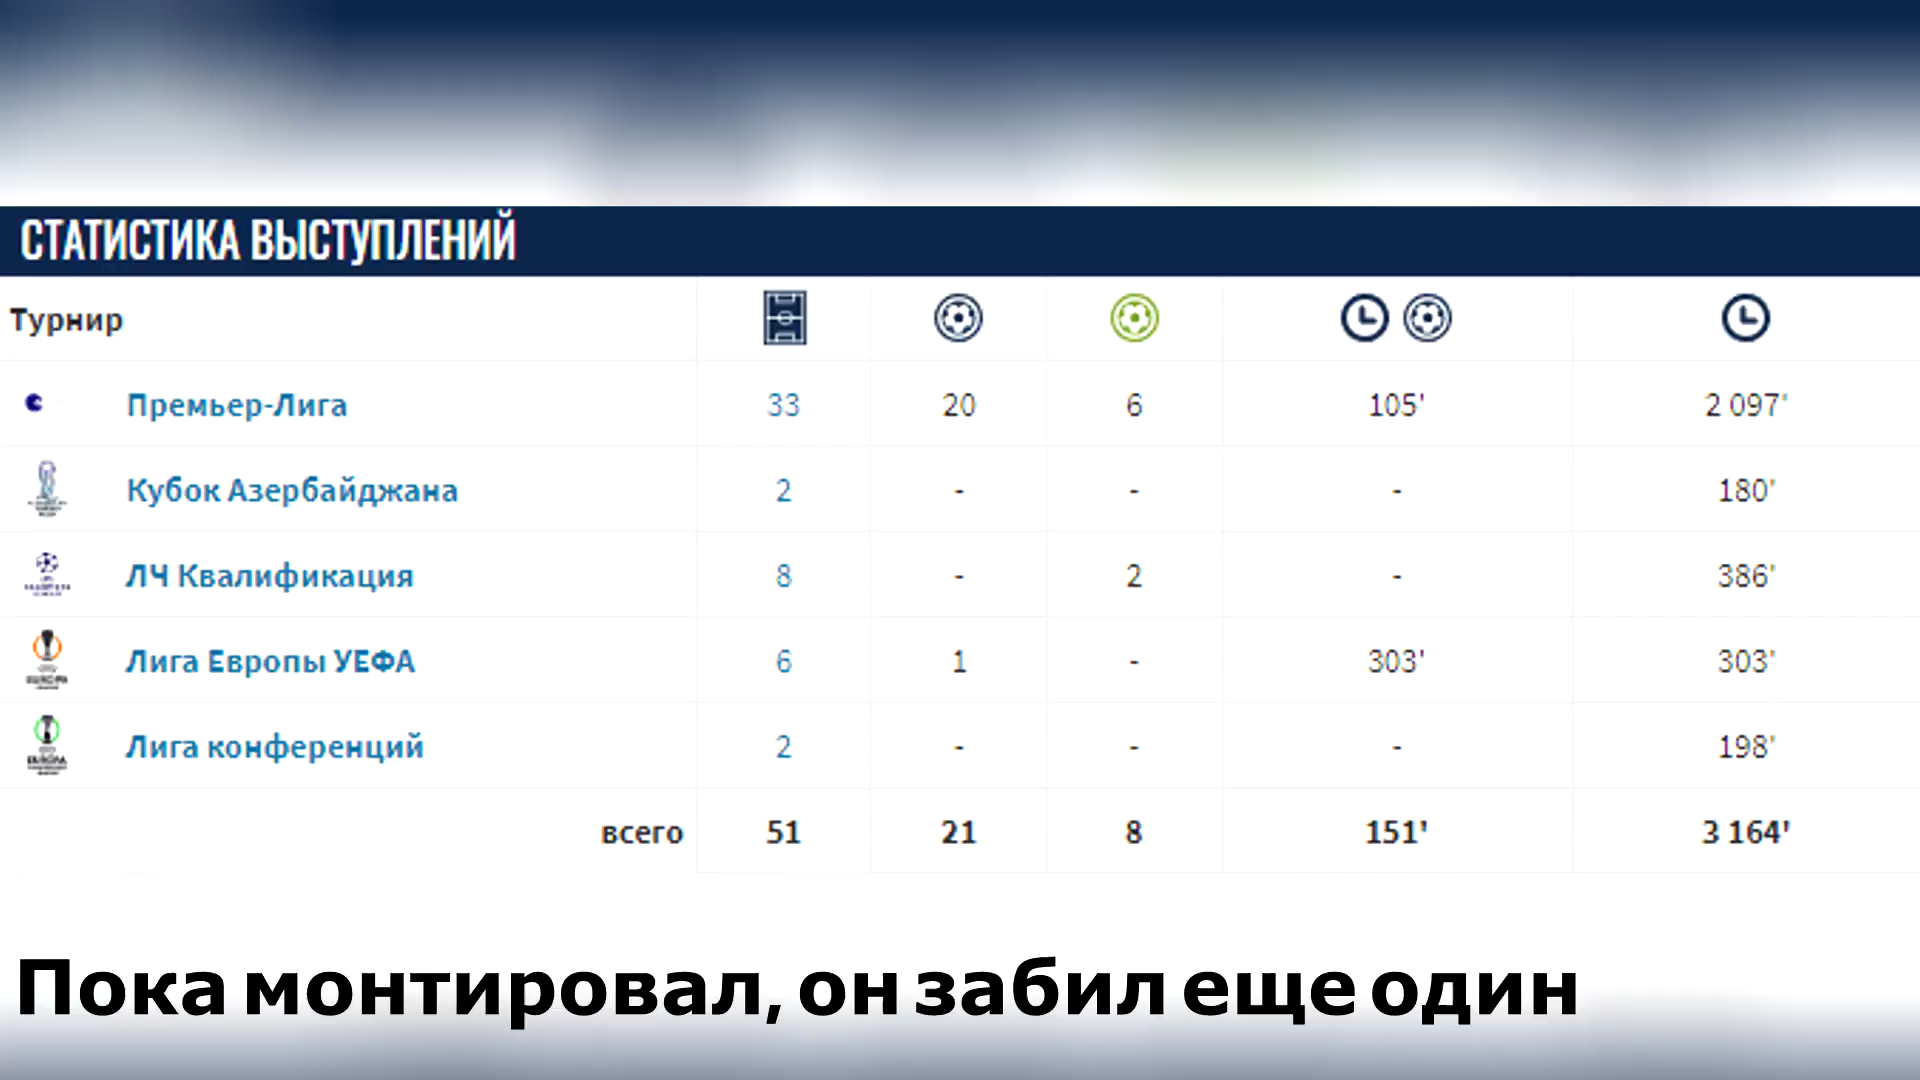 СТАТИСТИКА ВЫСТУПЛЕНИЙ
Турнир
Премьер-Лига 33 20 6 105' 2 097'
Кубок Азербайджана 2 - - - 180'
ЛЧ Квалификация 8 - 2 - 386'
Лига Европы УЕФА 6 1 - 303' 303'
Лига конференций 2 - - - 198'
всего 51 21 8 151' 3 164'
Пока монтировал, он забил еще один